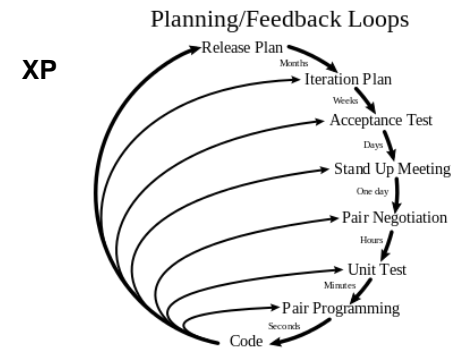 Planning/Feedback Loops
XP
Release Plan
Months
Iteration Plan
Weeks
Acceptance Test
Days
Stand Up Meeting
One day
Pair Negotiation
Hours
Unit Test
Minutes
Pair Programming
Seconds
Code